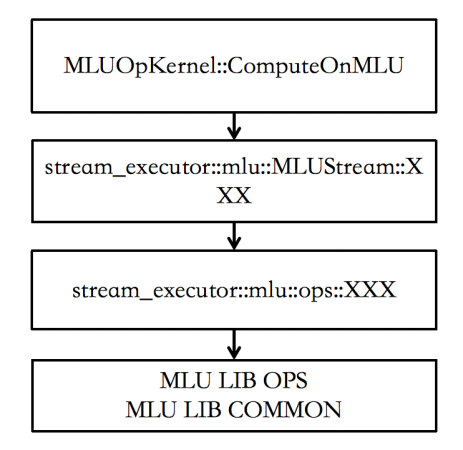 MLUOpKernel::ComputeOnMLU
stream_executor::mlu::MLUStream::X
XX
stream_executor::mlu::ops::XXX
MLU LIB OPS
MLU LIB COMMON